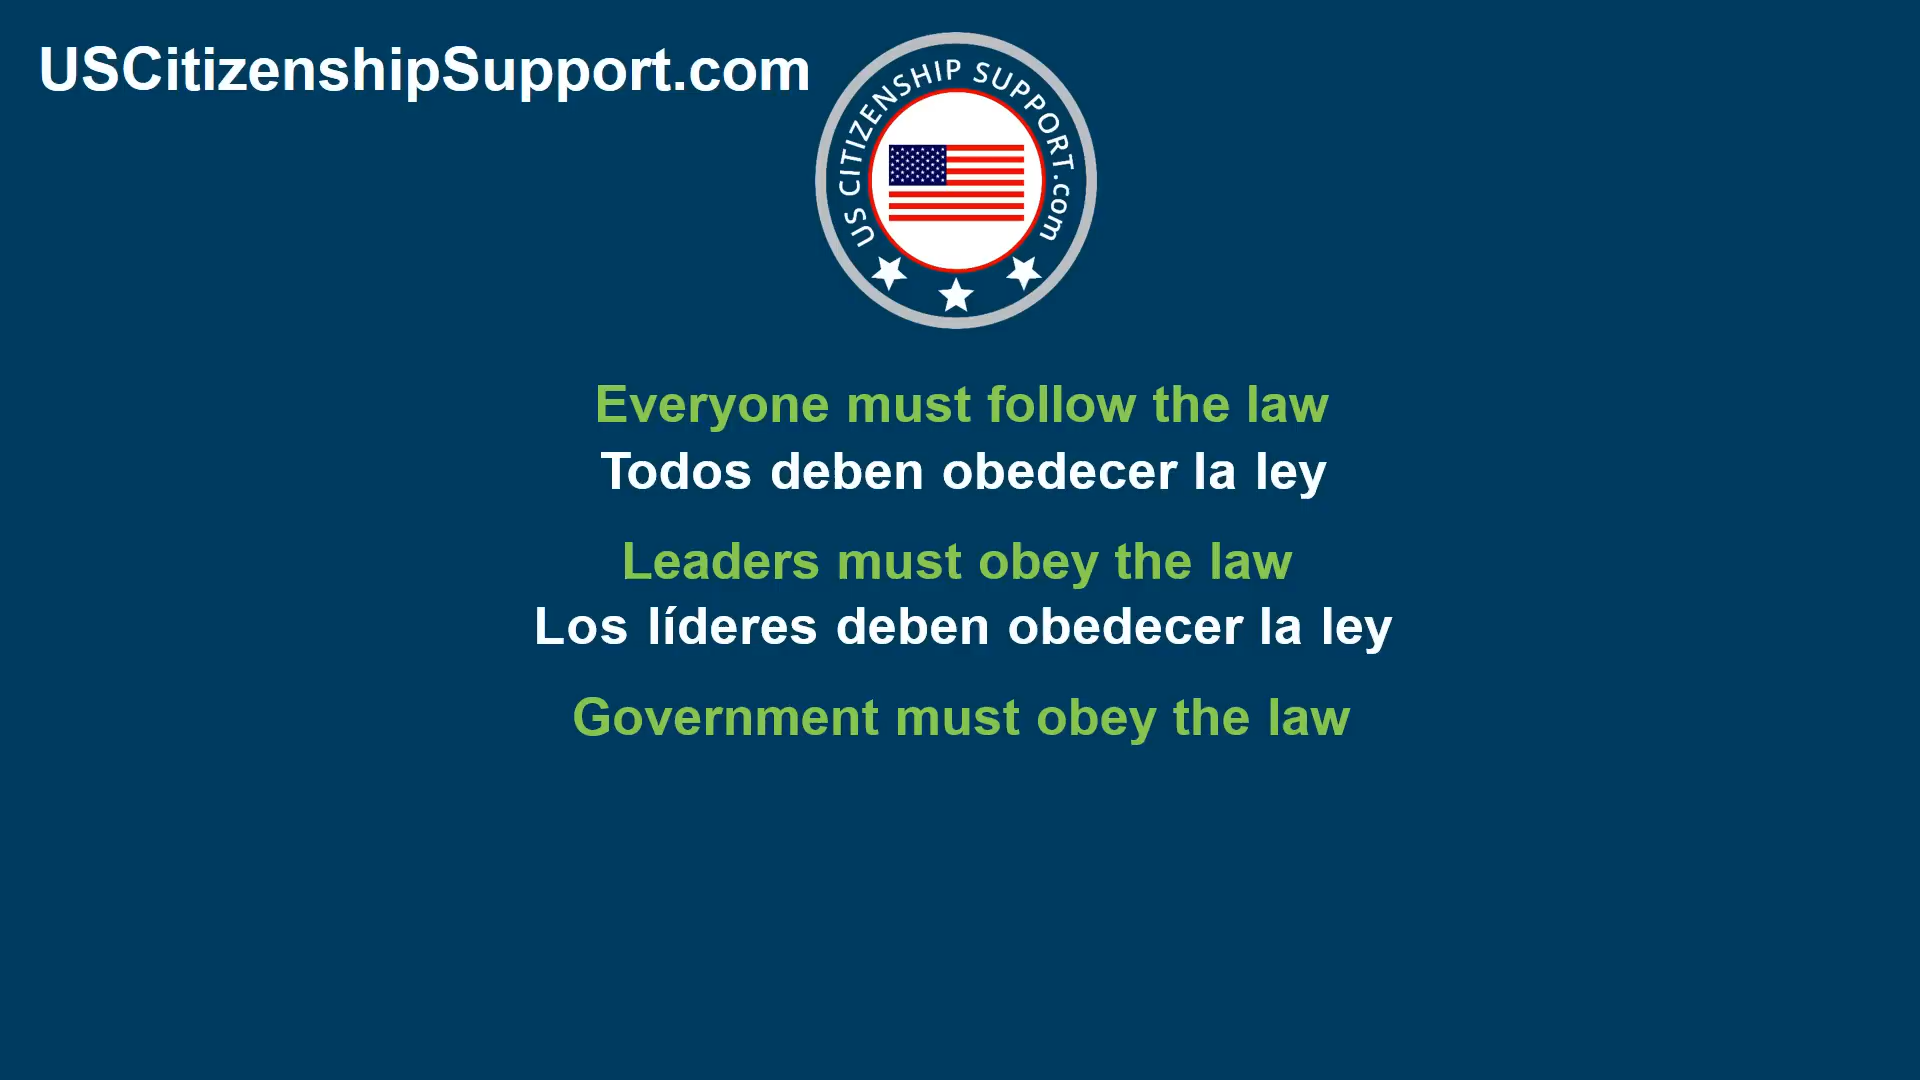 USCitizenshipSupport.com
US CITIZENSHIP SUPPORT.com
Everyone must follow the law
Todos deben obedecer la ley
Leaders must obey the law
Los líderes deben obedecer la ley
Government must obey the law